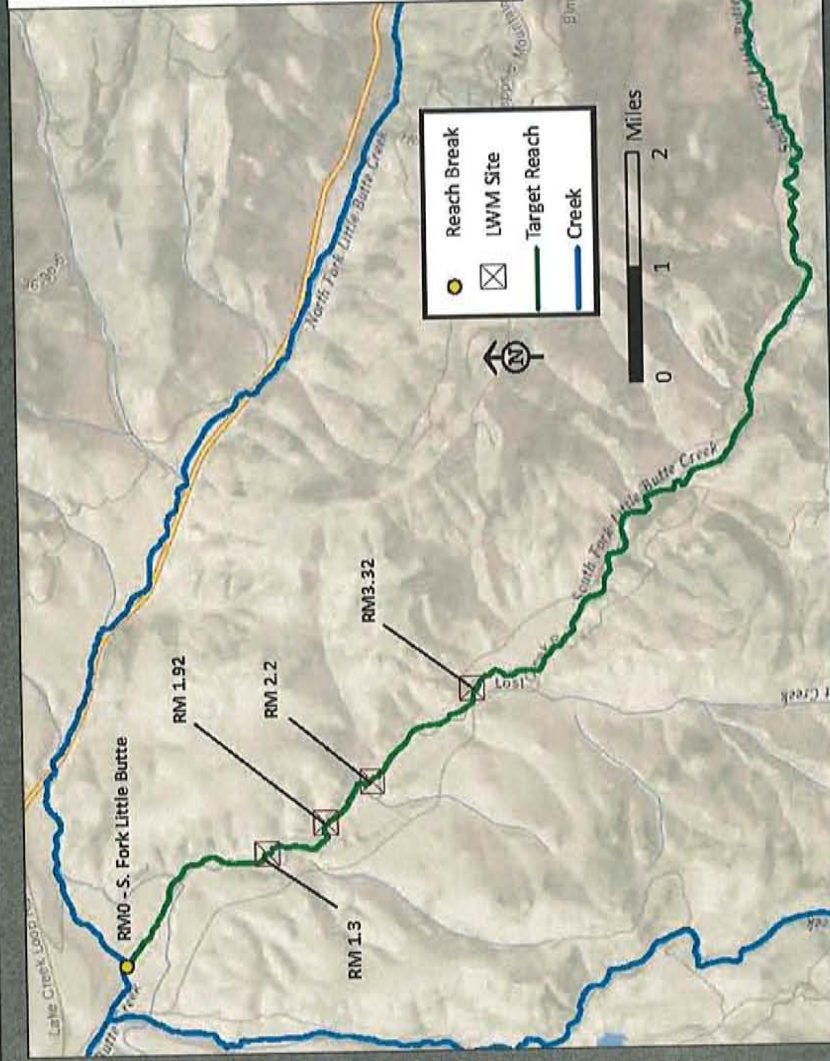 Lake Creek Loop R
RM0 - S. Fork Little Butte
RM 1.92
RM 2.2
RM3.32
RM 1.3
North Fork Little Butte Creek
South Fork Little Butte Creek
Reach Break
LWM Site
Target Reach
Creek
N
0 1 2 Miles
Lost